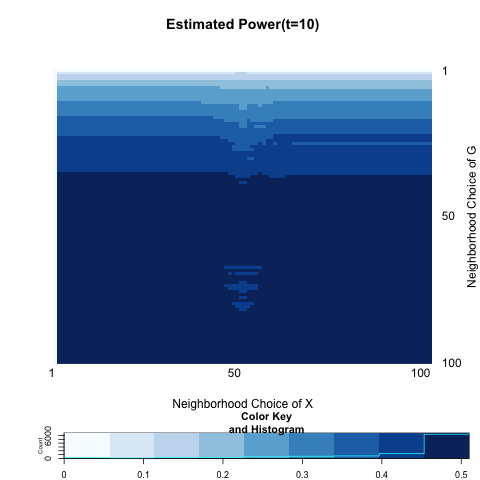 Estimated Power(t=10)
1
50
100
Neighborhood Choice of G
1 50 100
Neighborhood Choice of X
Color Key
and Histogram
Count
0 6000
0 0.1 0.2 0.3 0.4 0.5